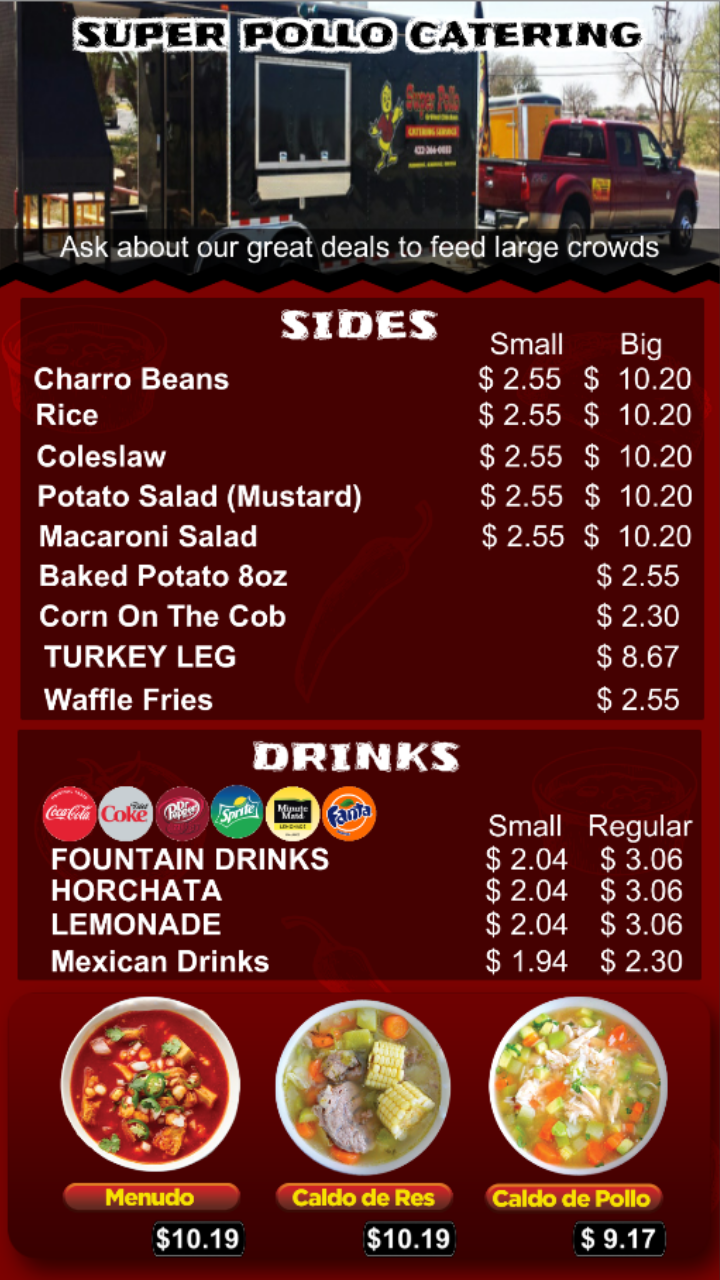 SUPER POLLO CATERING
Super Pollo
CATERING SERVICE
Ask about our great deals to feed large crowds
SIDES
Small Big
Charro Beans $ 2.55 $ 10.20
Rice $ 2.55 $ 10.20
Coleslaw $ 2.55 $ 10.20
Potato Salad (Mustard) $ 2.55 $ 10.20
Macaroni Salad $ 2.55 $ 10.20
Baked Potato 8oz $ 2.55
Corn On The Cob $ 2.30
TURKEY LEG $ 8.67
Waffle Fries $ 2.55
DRINKS
Coca-Cola Diet Coke Dr Pepper Sprite Minute Maid LEMONADE Fanta
Small Regular
FOUNTAIN DRINKS $ 2.04 $ 3.06
HORCHATA $ 2.04 $ 3.06
LEMONADE $ 2.04 $ 3.06
Mexican Drinks $ 1.94 $ 2.30
Menudo Caldo de Res Caldo de Pollo
$10.19 $10.19 $ 9.17